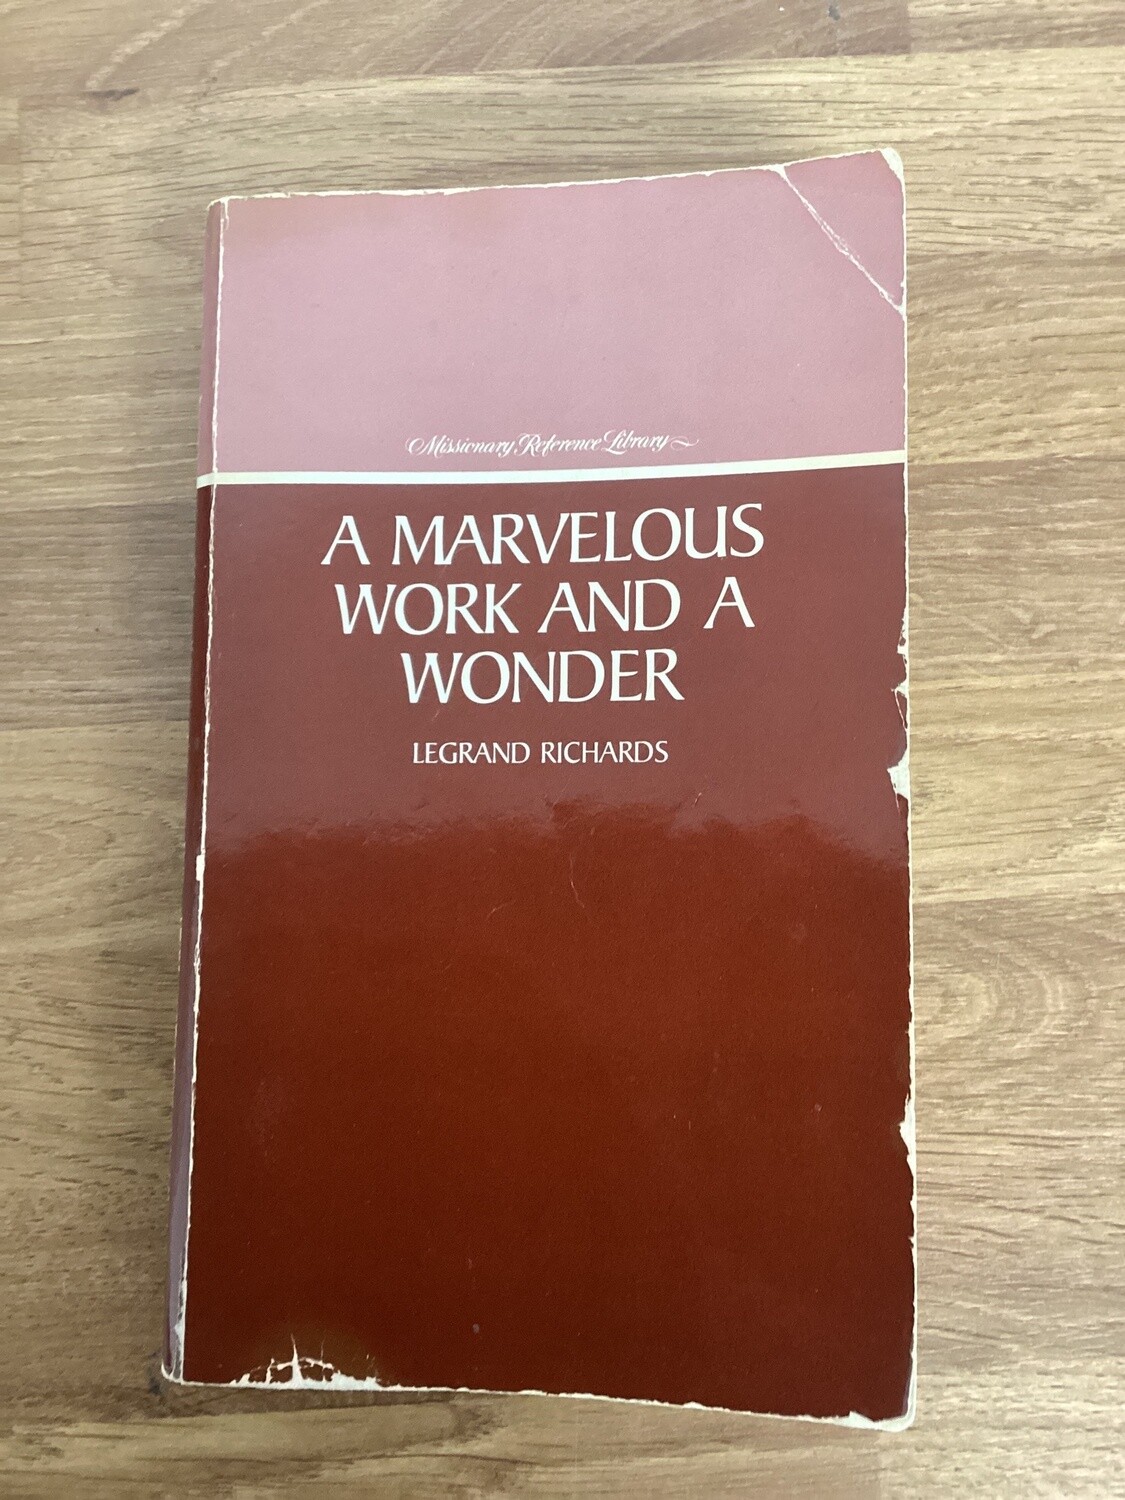 Missionary Reference Library
A MARVELOUS
WORK AND A
WONDER
LEGRAND RICHARDS